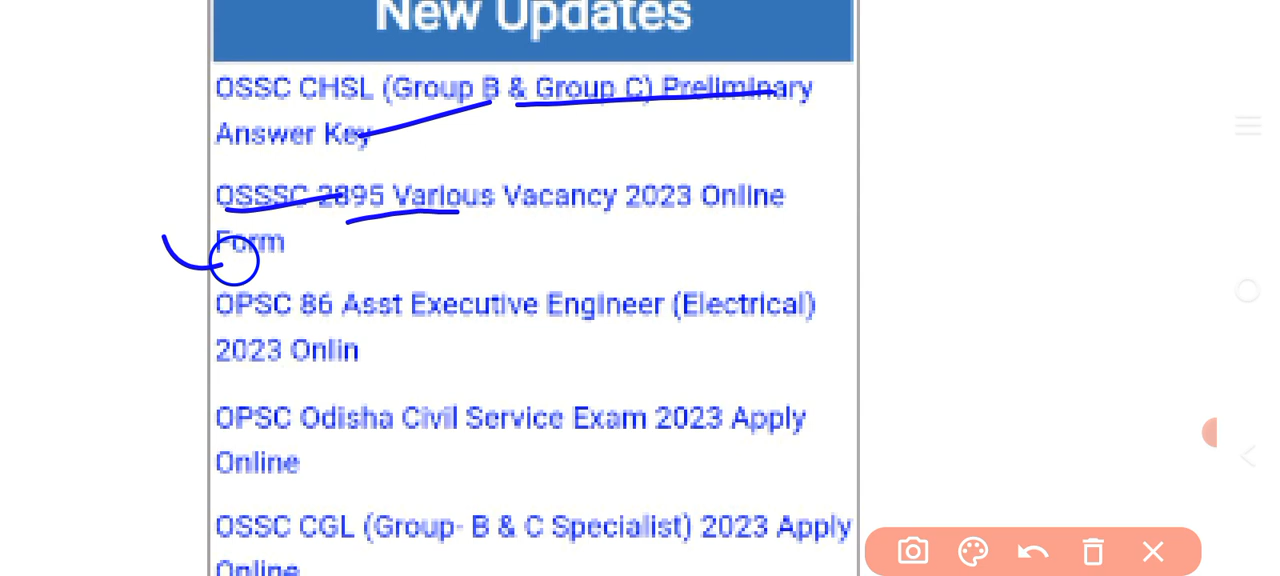 New Updates
OSSC CHSL (Group B & Group C) Preliminary
Answer Key
OSSSC 2895 Various Vacancy 2023 Online
Form
OPSC 86 Asst Executive Engineer (Electrical)
2023 Onlin
OPSC Odisha Civil Service Exam 2023 Apply
Online
OSSC CGL (Group- B & C Specialist) 2023 Apply
Online